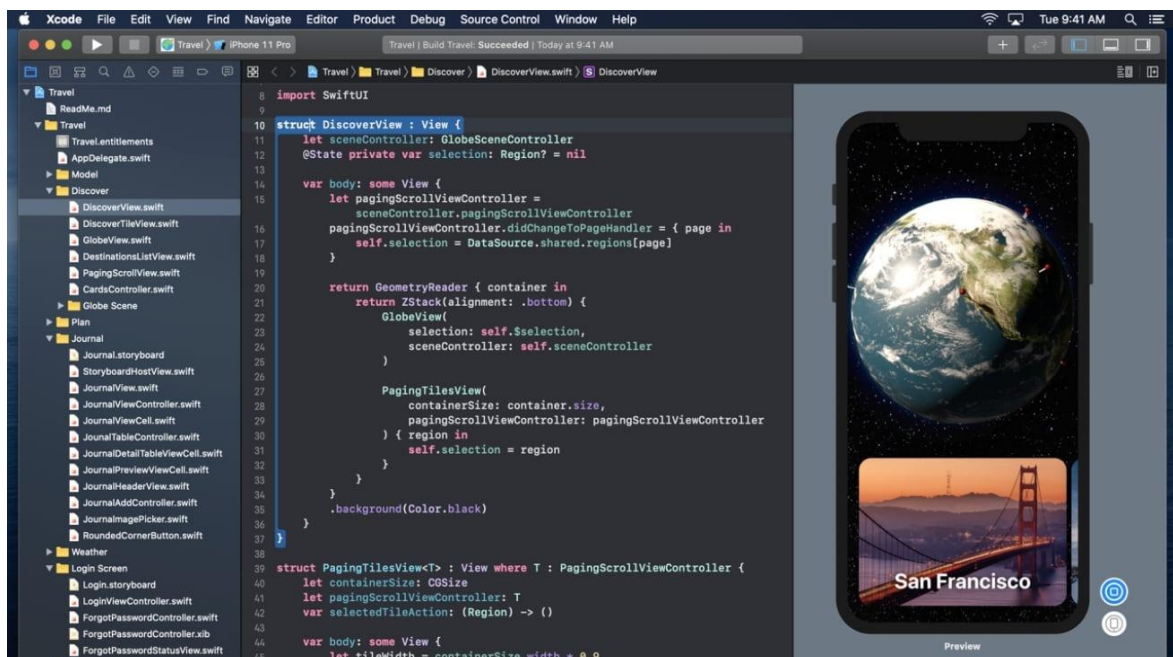 Xcode File Edit View Find Navigate Editor Product Debug Source Control Window Help Tue 9:41 AM
Travel 〉 iPhone 11 Pro Travel | Build Travel: Succeeded | Today at 9:41 AM
Travel 〉 Travel 〉 Discover 〉 DiscoverView.swift 〉 S DiscoverView
Travel
ReadMe.md
Travel
Travel.entitlements
AppDelegate.swift
Model
Discover
DiscoverView.swift
DiscoverTileView.swift
GlobeView.swift
DestinationsListView.swift
PagingScrollView.swift
CardsController.swift
Globe Scene
Plan
Journal
Journal.storyboard
StoryboardHostView.swift
JournalView.swift
JournalViewController.swift
JournalViewCell.swift
JounalTableController.swift
JournalDetailTableViewCell.swift
JournalPreviewViewCell.swift
JournalHeaderView.swift
JournalAddController.swift
JournalmagePicker.swift
RoundedCornerButton.swift
Weather
Login Screen
Login.storyboard
LoginViewController.swift
ForgotPasswordController.swift
ForgotPasswordController.xib
ForgotPasswordStatusView.swift
8 import SwiftUI
9
10 struct DiscoverView : View {
11 let sceneController: GlobeSceneController
12 @State private var selection: Region? = nil
13
14 var body: some View {
15 let pagingScrollViewController =
sceneController.pagingScrollViewController
16 pagingScrollViewController.didChangeToPageHandler = { page in
17 self.selection = DataSource.shared.regions[page]
18 }
19
20 return GeometryReader { container in
21 return ZStack(alignment: .bottom) {
22 GlobeView(
23 selection: self.$selection,
24 sceneController: self.sceneController
25 )
26
27 PagingTilesView(
28 containerSize: container.size,
29 pagingScrollViewController: pagingScrollViewController
30 ) { region in
31 self.selection = region
32 }
33 }
34 }
35 .background(Color.black)
36 }
37 }
38
39 struct PagingTilesView<T> : View where T : PagingScrollViewController {
40 let containerSize: CGSize
41 let pagingScrollViewController: T
42 var selectedTileAction: (Region) -> ()
43
44 var body: some View {
45 let tileWidth = containerSize.width * 0.9
San Francisco
Preview